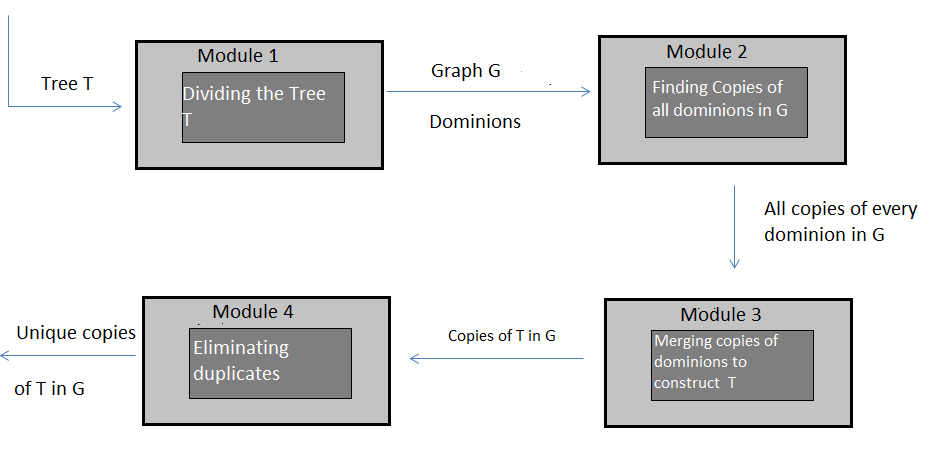 Tree T
Module 1
Dividing the Tree
T
Graph G
Dominions
Module 2
Finding Copies of
all dominions in G
All copies of every
dominion in G
Module 3
Merging copies of
dominions to
construct T
Copies of T in G
Module 4
Eliminating
duplicates
Unique copies
of T in G